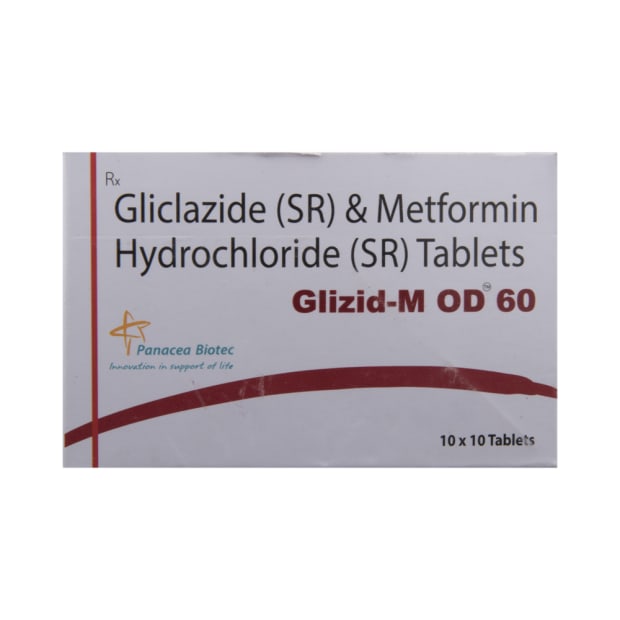 Rx
Gliclazide (SR) & Metformin
Hydrochloride (SR) Tablets
Glizid-M OD™ 60
Panacea Biotec
Innovation in support of life
10 x 10 Tablets